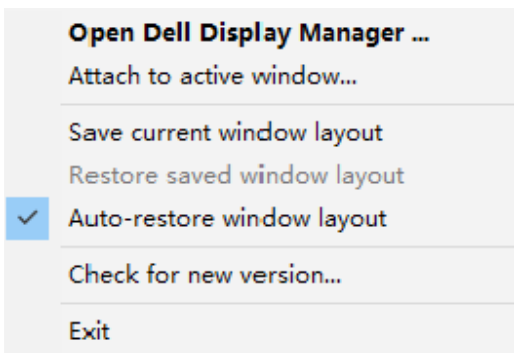 Open Dell Display Manager ...
Attach to active window...
Save current window layout
Restore saved window layout
Auto-restore window layout
Check for new version...
Exit